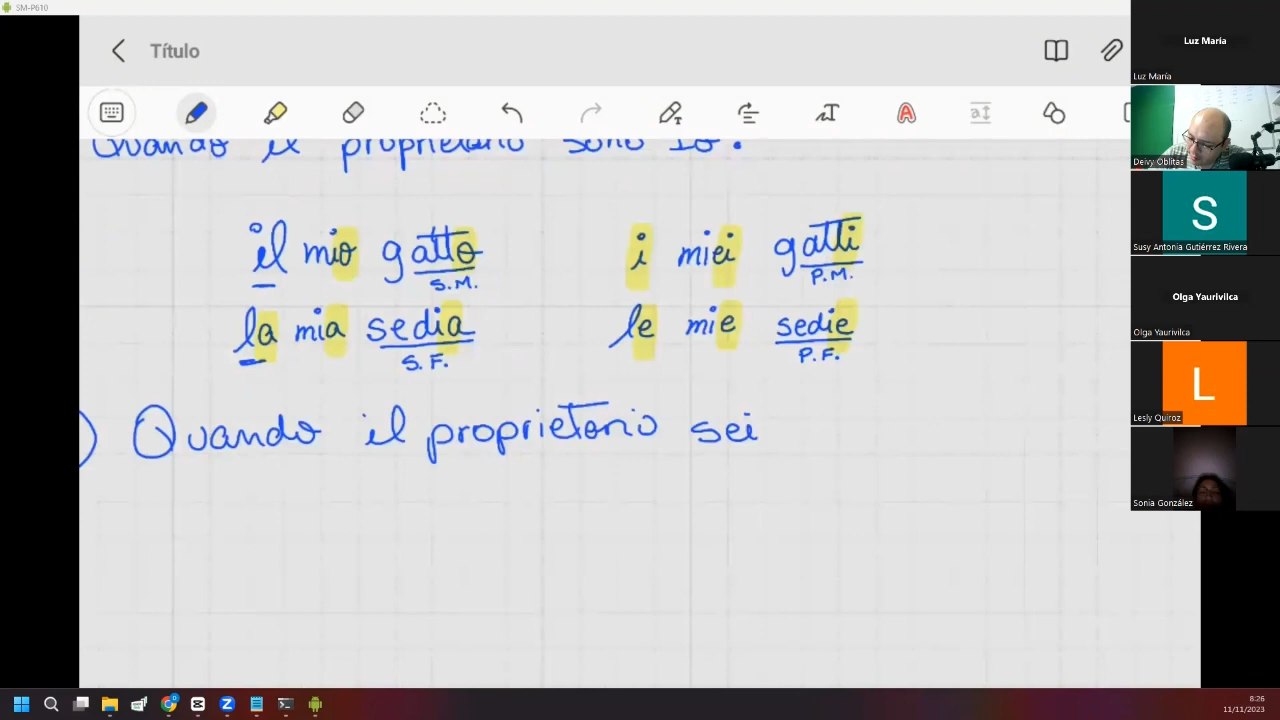 SM-P610
Título
Quando il proprietario sono io.
il mio gatto i miei gatti
S.M. P.M.
la mia sedia le mie sedie
S.F. P.F.
) Quando il proprietario sei
Luz María
Luz María
Deivy Oblitas
S
Susy Antonia Gutiérrez Rivera
Olga Yaurivilca
Olga Yaurivilca
L
Lesly Quiroz
Sonia González
8:26
11/11/2023